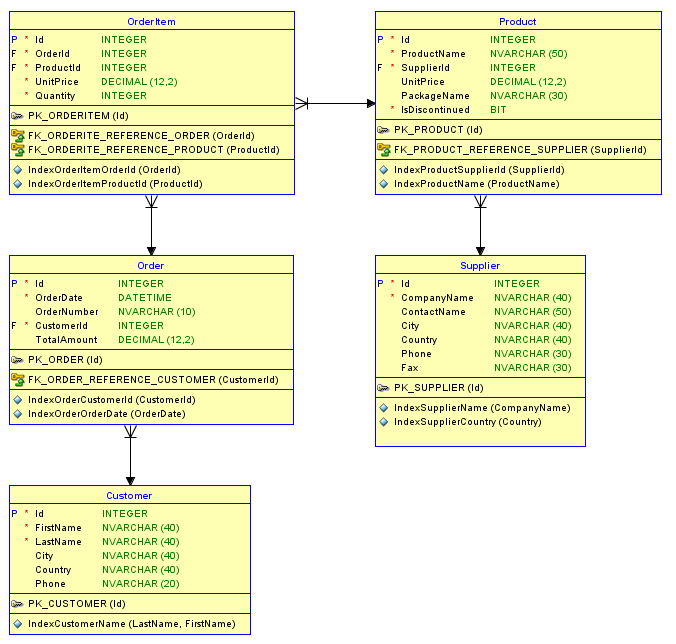 OrderItem
P * Id INTEGER
F * OrderId INTEGER
F * ProductId INTEGER
* UnitPrice DECIMAL (12,2)
* Quantity INTEGER
PK_ORDERITEM (Id)
FK_ORDERITE_REFERENCE_ORDER (OrderId)
FK_ORDERITE_REFERENCE_PRODUCT (ProductId)
IndexOrderItemOrderId (OrderId)
IndexOrderItemProductId (ProductId)
Product
P * Id INTEGER
* ProductName NVARCHAR (50)
F * SupplierId INTEGER
UnitPrice DECIMAL (12,2)
PackageName NVARCHAR (30)
* IsDiscontinued BIT
PK_PRODUCT (Id)
FK_PRODUCT_REFERENCE_SUPPLIER (SupplierId)
IndexProductSupplierId (SupplierId)
IndexProductName (ProductName)
Order
P * Id INTEGER
* OrderDate DATETIME
OrderNumber NVARCHAR (10)
F * CustomerId INTEGER
TotalAmount DECIMAL (12,2)
PK_ORDER (Id)
FK_ORDER_REFERENCE_CUSTOMER (CustomerId)
IndexOrderCustomerId (CustomerId)
IndexOrderOrderDate (OrderDate)
Supplier
P * Id INTEGER
* CompanyName NVARCHAR (40)
ContactName NVARCHAR (50)
City NVARCHAR (40)
Country NVARCHAR (40)
Phone NVARCHAR (30)
Fax NVARCHAR (30)
PK_SUPPLIER (Id)
IndexSupplierName (CompanyName)
IndexSupplierCountry (Country)
Customer
P * Id INTEGER
* FirstName NVARCHAR (40)
* LastName NVARCHAR (40)
City NVARCHAR (40)
Country NVARCHAR (40)
Phone NVARCHAR (20)
PK_CUSTOMER (Id)
IndexCustomerName (LastName, FirstName)